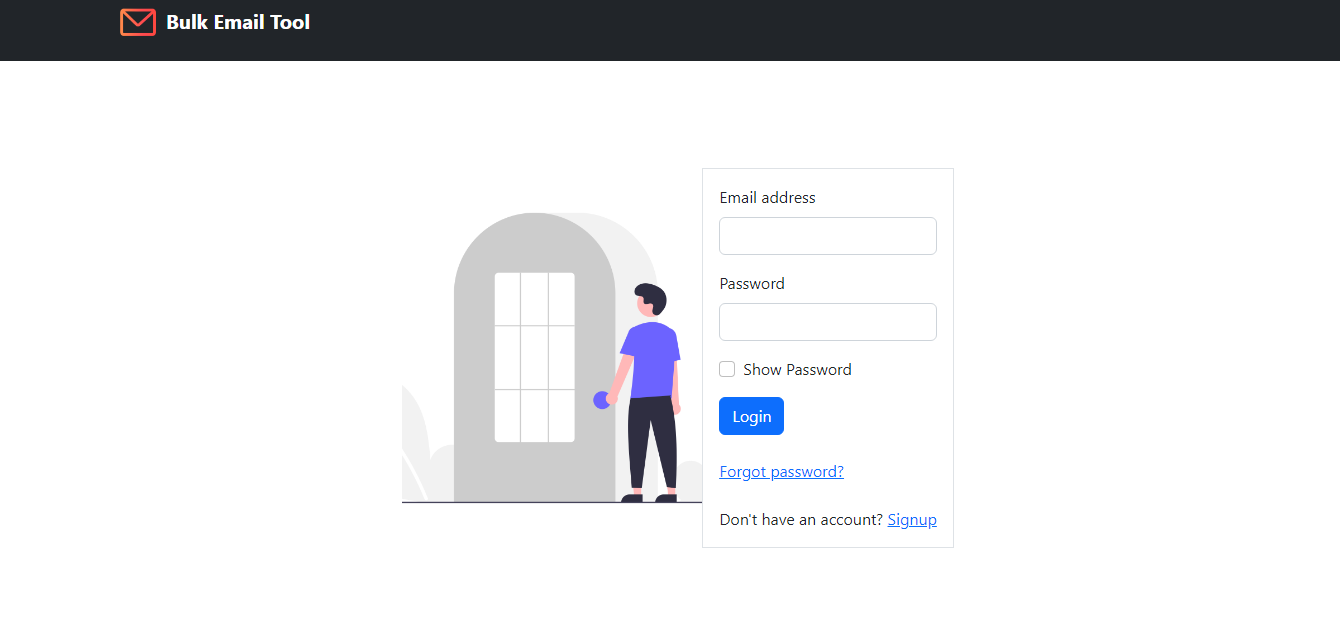 Bulk Email Tool
Email address
Password
Show Password
Login
Forgot password?
Don't have an account? Signup